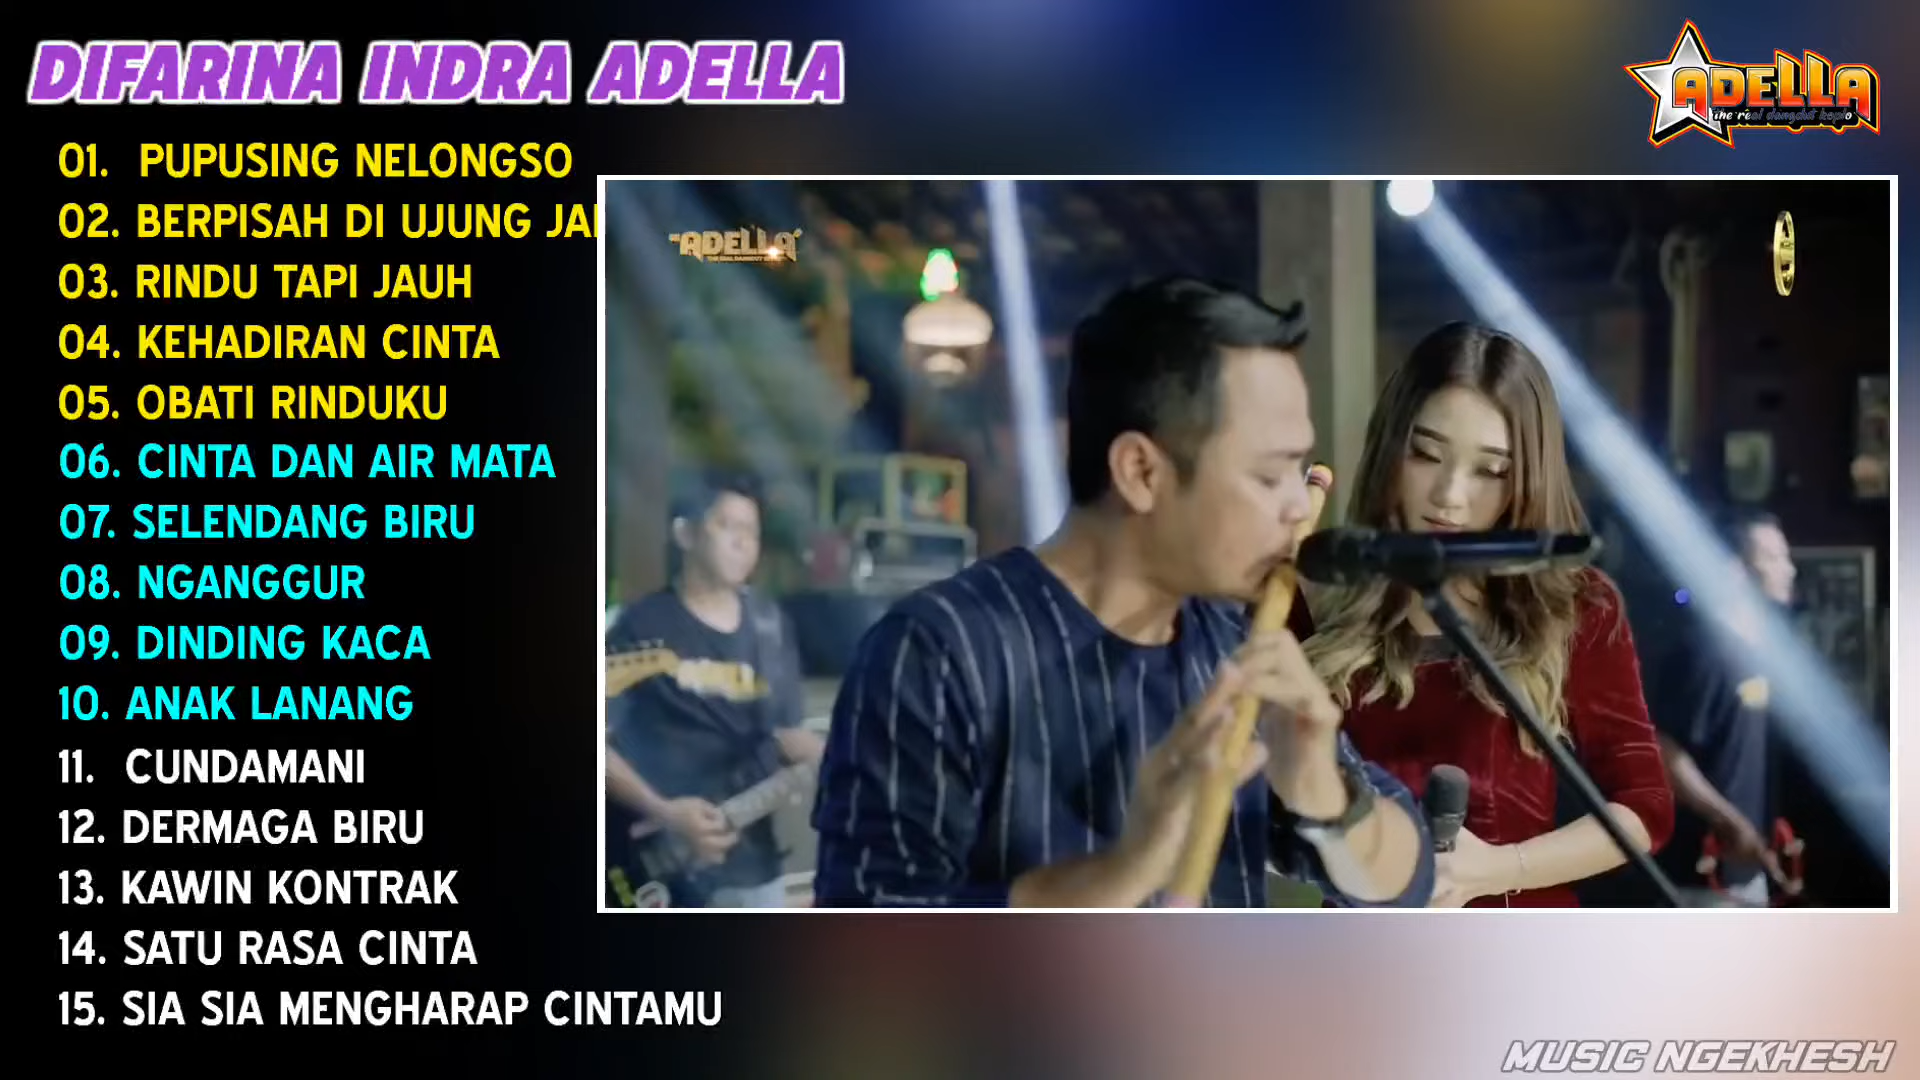 DIFARINA INDRA ADELLA
ADELLA
the real dangdut koplo
01. PUPUSING NELONGSO
02. BERPISAH DI UJUNG
03. RINDU TAPI JAUH
04. KEHADIRAN CINTA
05. OBATI RINDUKU
06. CINTA DAN AIR MATA
07. SELENDANG BIRU
08. NGANGGUR
09. DINDING KACA
10. ANAK LANANG
11. CUNDAMANI
12. DERMAGA BIRU
13. KAWIN KONTRAK
14. SATU RASA CINTA
15. SIA SIA MENGHARAP CINTAMU
ADELLA
MUSIC NGEKHESH